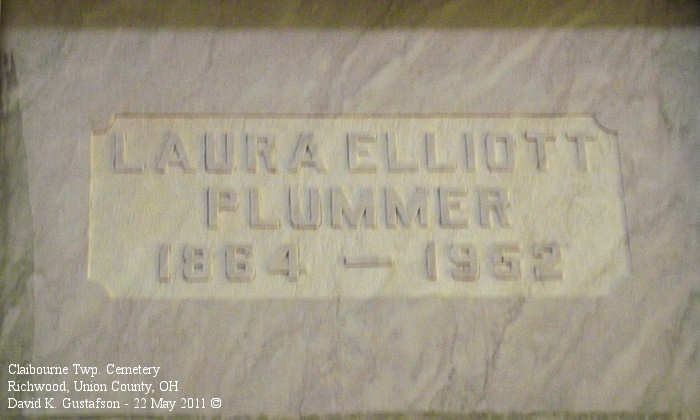 LAURA ELLIOTT
PLUMMER
1864 — 1952
Claibourne Twp. Cemetery
Richwood, Union County, OH
David K. Gustafson - 22 May 2011 ©